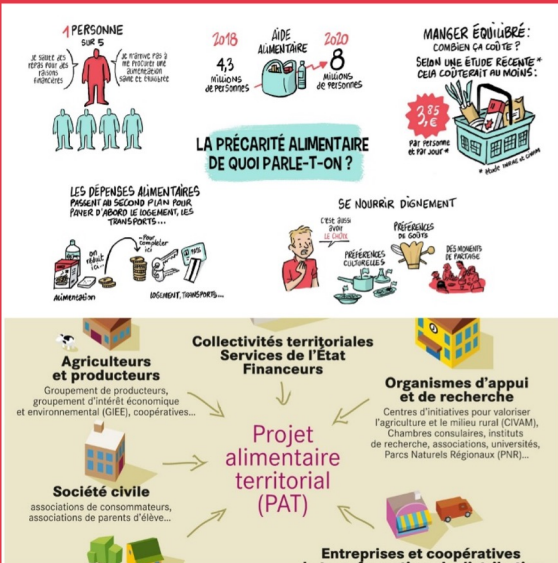 1 PERSONNE
SUR 5
JE SAUTE DES
REPAS POUR DES
RAISONS
FINANCIÈRES
JE N'ARRIVE PAS À
ME PROCURER UNE
ALIMENTATION
SAINE ET ÉQUILIBRÉE
2018
4,3
MILLIONS
DE PERSONNES
AIDE
ALIMENTAIRE
2020
8
MILLIONS
DE PERSONNES
MANGER ÉQUILIBRÉ:
COMBIEN ÇA COÛTE ?
SELON UNE ÉTUDE RÉCENTE*
CELA COÛTERAIT AU MOINS:
3,85
€
PAR PERSONNE
ET PAR JOUR*
LA PRÉCARITÉ ALIMENTAIRE
DE QUOI PARLE-T-ON ?
LES DÉPENSES ALIMENTAIRES
PASSENT AU SECOND PLAN POUR
PAYER D'ABORD LE LOGEMENT, LES
TRANSPORTS...
ON
RÉDUIT
ICI...
-POUR
COMPLÉTER
ICI
ALIMENTATION
LOGEMENT, TRANSPORTS...
SE NOURRIR DIGNEMENT
C'EST AUSSI
AVOIR
LE CHOIX
PRÉFÉRENCES
CULTURELLES
PRÉFÉRENCES
DE GOÛTS
DES MOMENTS
DE PARTAGE
Agriculteurs
et producteurs
Groupement de producteurs,
groupement d'intérêt économique
et environnemental (GIEE), coopératives...
Collectivités territoriales
Services de l'État
Financeurs
Organismes d'appui
et de recherche
Centres d'initiatives pour valoriser
l'agriculture et le milieu rural (CIVAM),
Chambres consulaires, instituts
de recherche, associations, universités,
Parcs Naturels Régionaux (PNR)...
Projet
alimentaire
territorial
(PAT)
Société civile
associations de consommateurs,
associations de parents d'élève...
Entreprises et coopératives